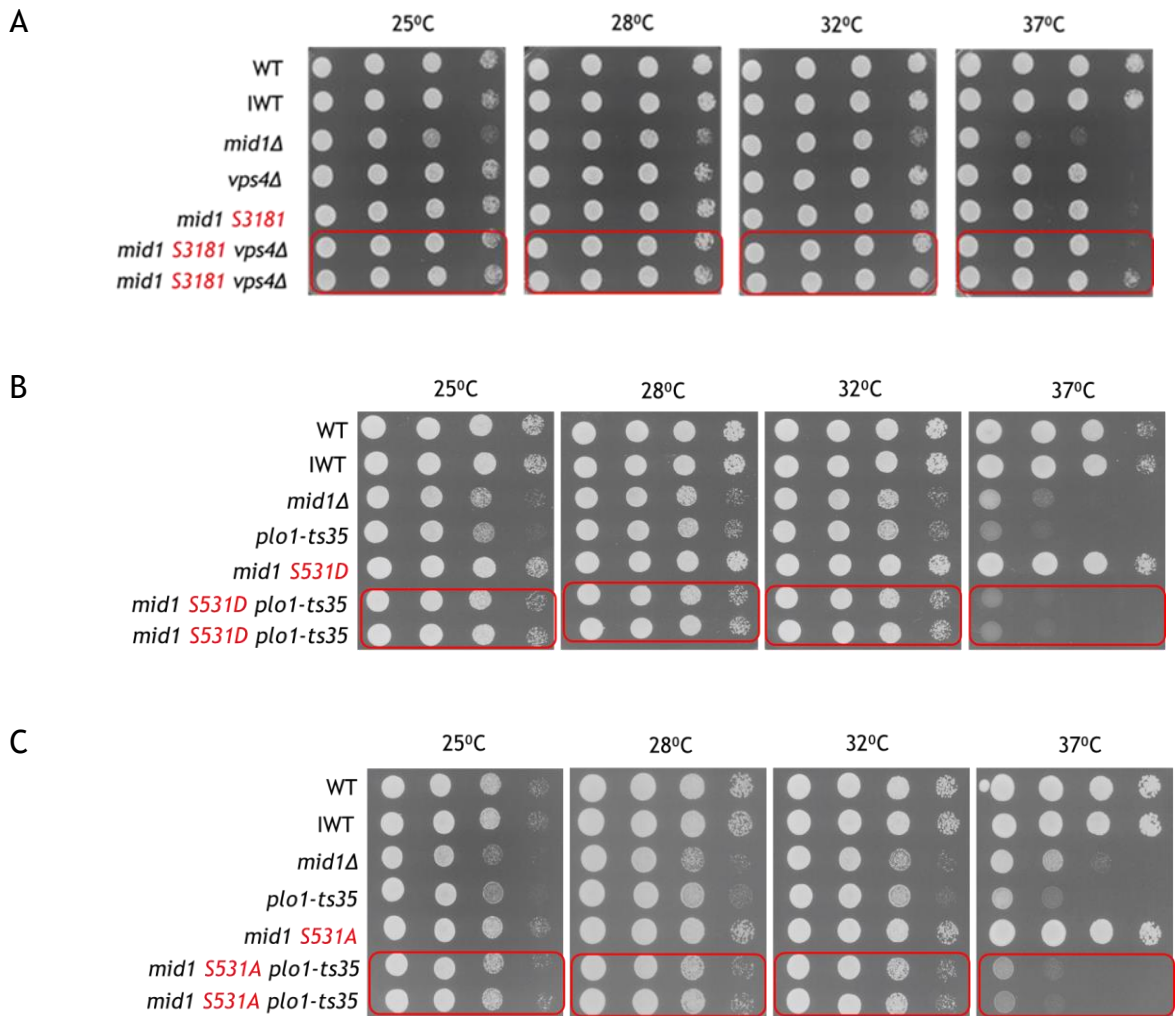 A
25⁰C 28⁰C 32⁰C 37⁰C
WT
IWT
mid1Δ
vps4Δ
mid1 S3181
mid1 S3181 vps4Δ
mid1 S3181 vps4Δ
B
25⁰C 28⁰C 32⁰C 37⁰C
WT
IWT
mid1Δ
plo1-ts35
mid1 S531D
mid1 S531D plo1-ts35
mid1 S531D plo1-ts35
C
25⁰C 28⁰C 32⁰C 37⁰C
WT
IWT
mid1Δ
plo1-ts35
mid1 S531A
mid1 S531A plo1-ts35
mid1 S531A plo1-ts35